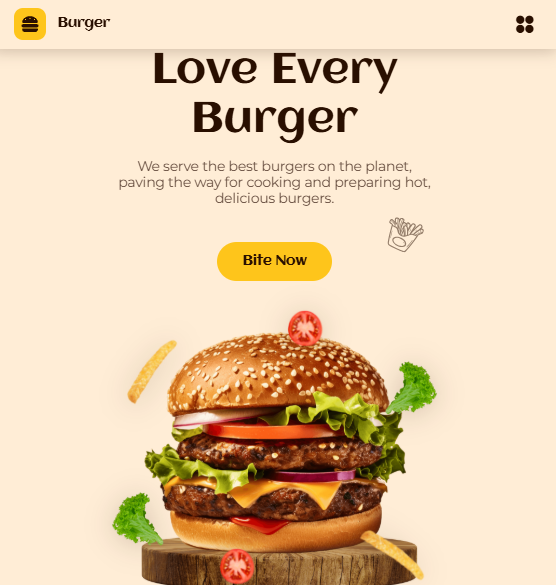 Burger
Love Every
Burger
We serve the best burgers on the planet,
paving the way for cooking and preparing hot,
delicious burgers.
Bite Now